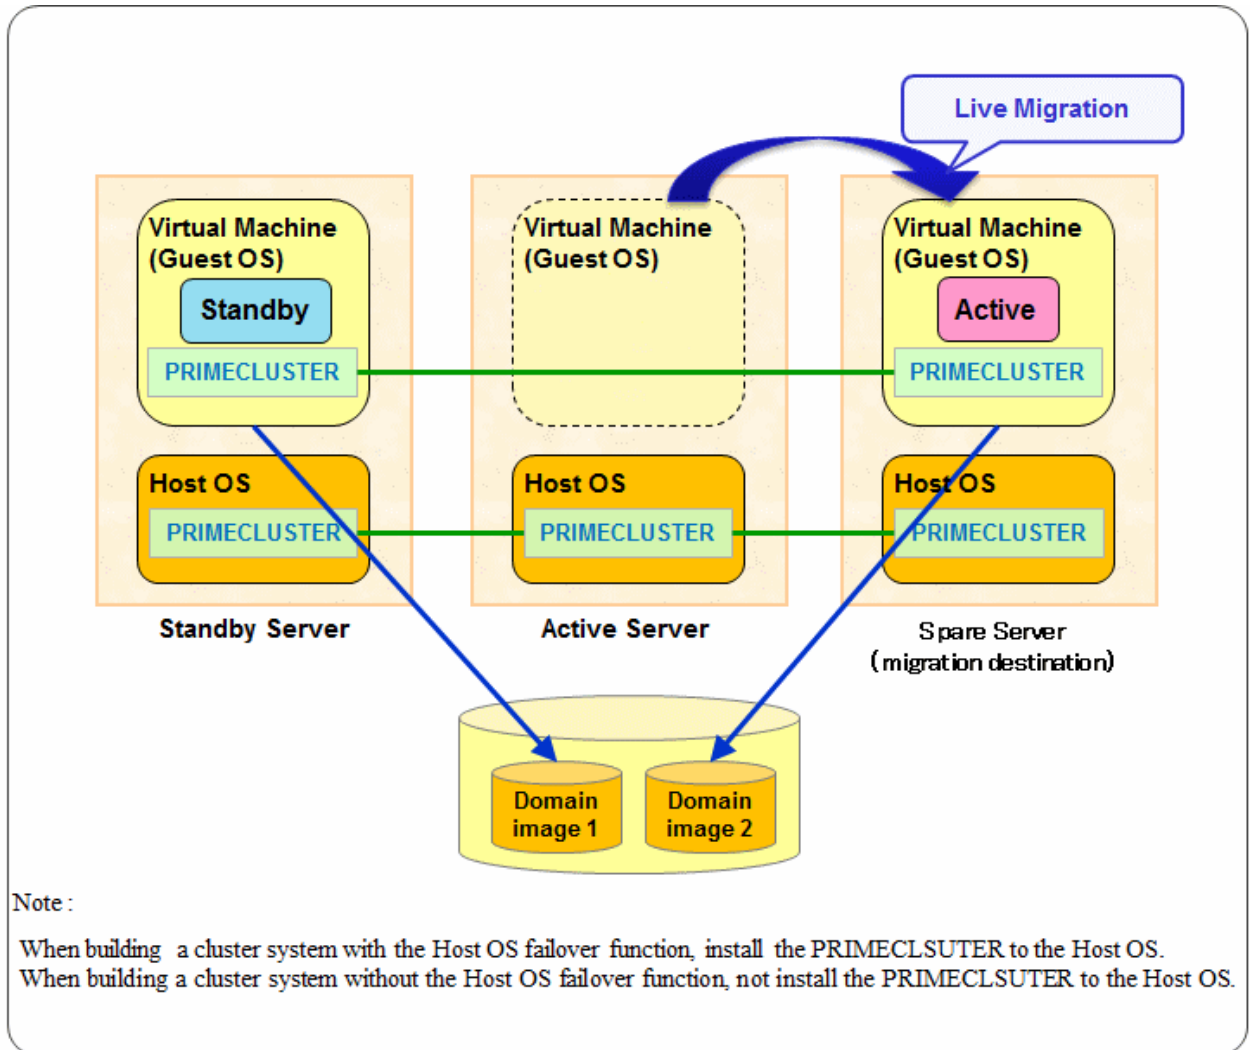 Live Migration
Virtual Machine
(Guest OS)
Standby
PRIMECLUSTER
Virtual Machine
(Guest OS)
Virtual Machine
(Guest OS)
Active
PRIMECLUSTER
Host OS
PRIMECLUSTER
Host OS
PRIMECLUSTER
Host OS
PRIMECLUSTER
Standby Server
Active Server
Spare Server
(migration destination)
Domain
image 1
Domain
image 2
Note :
When building a cluster system with the Host OS failover function, install the PRIMECLSUTER to the Host OS.
When building a cluster system without the Host OS failover function, not install the PRIMECLSUTER to the Host OS.